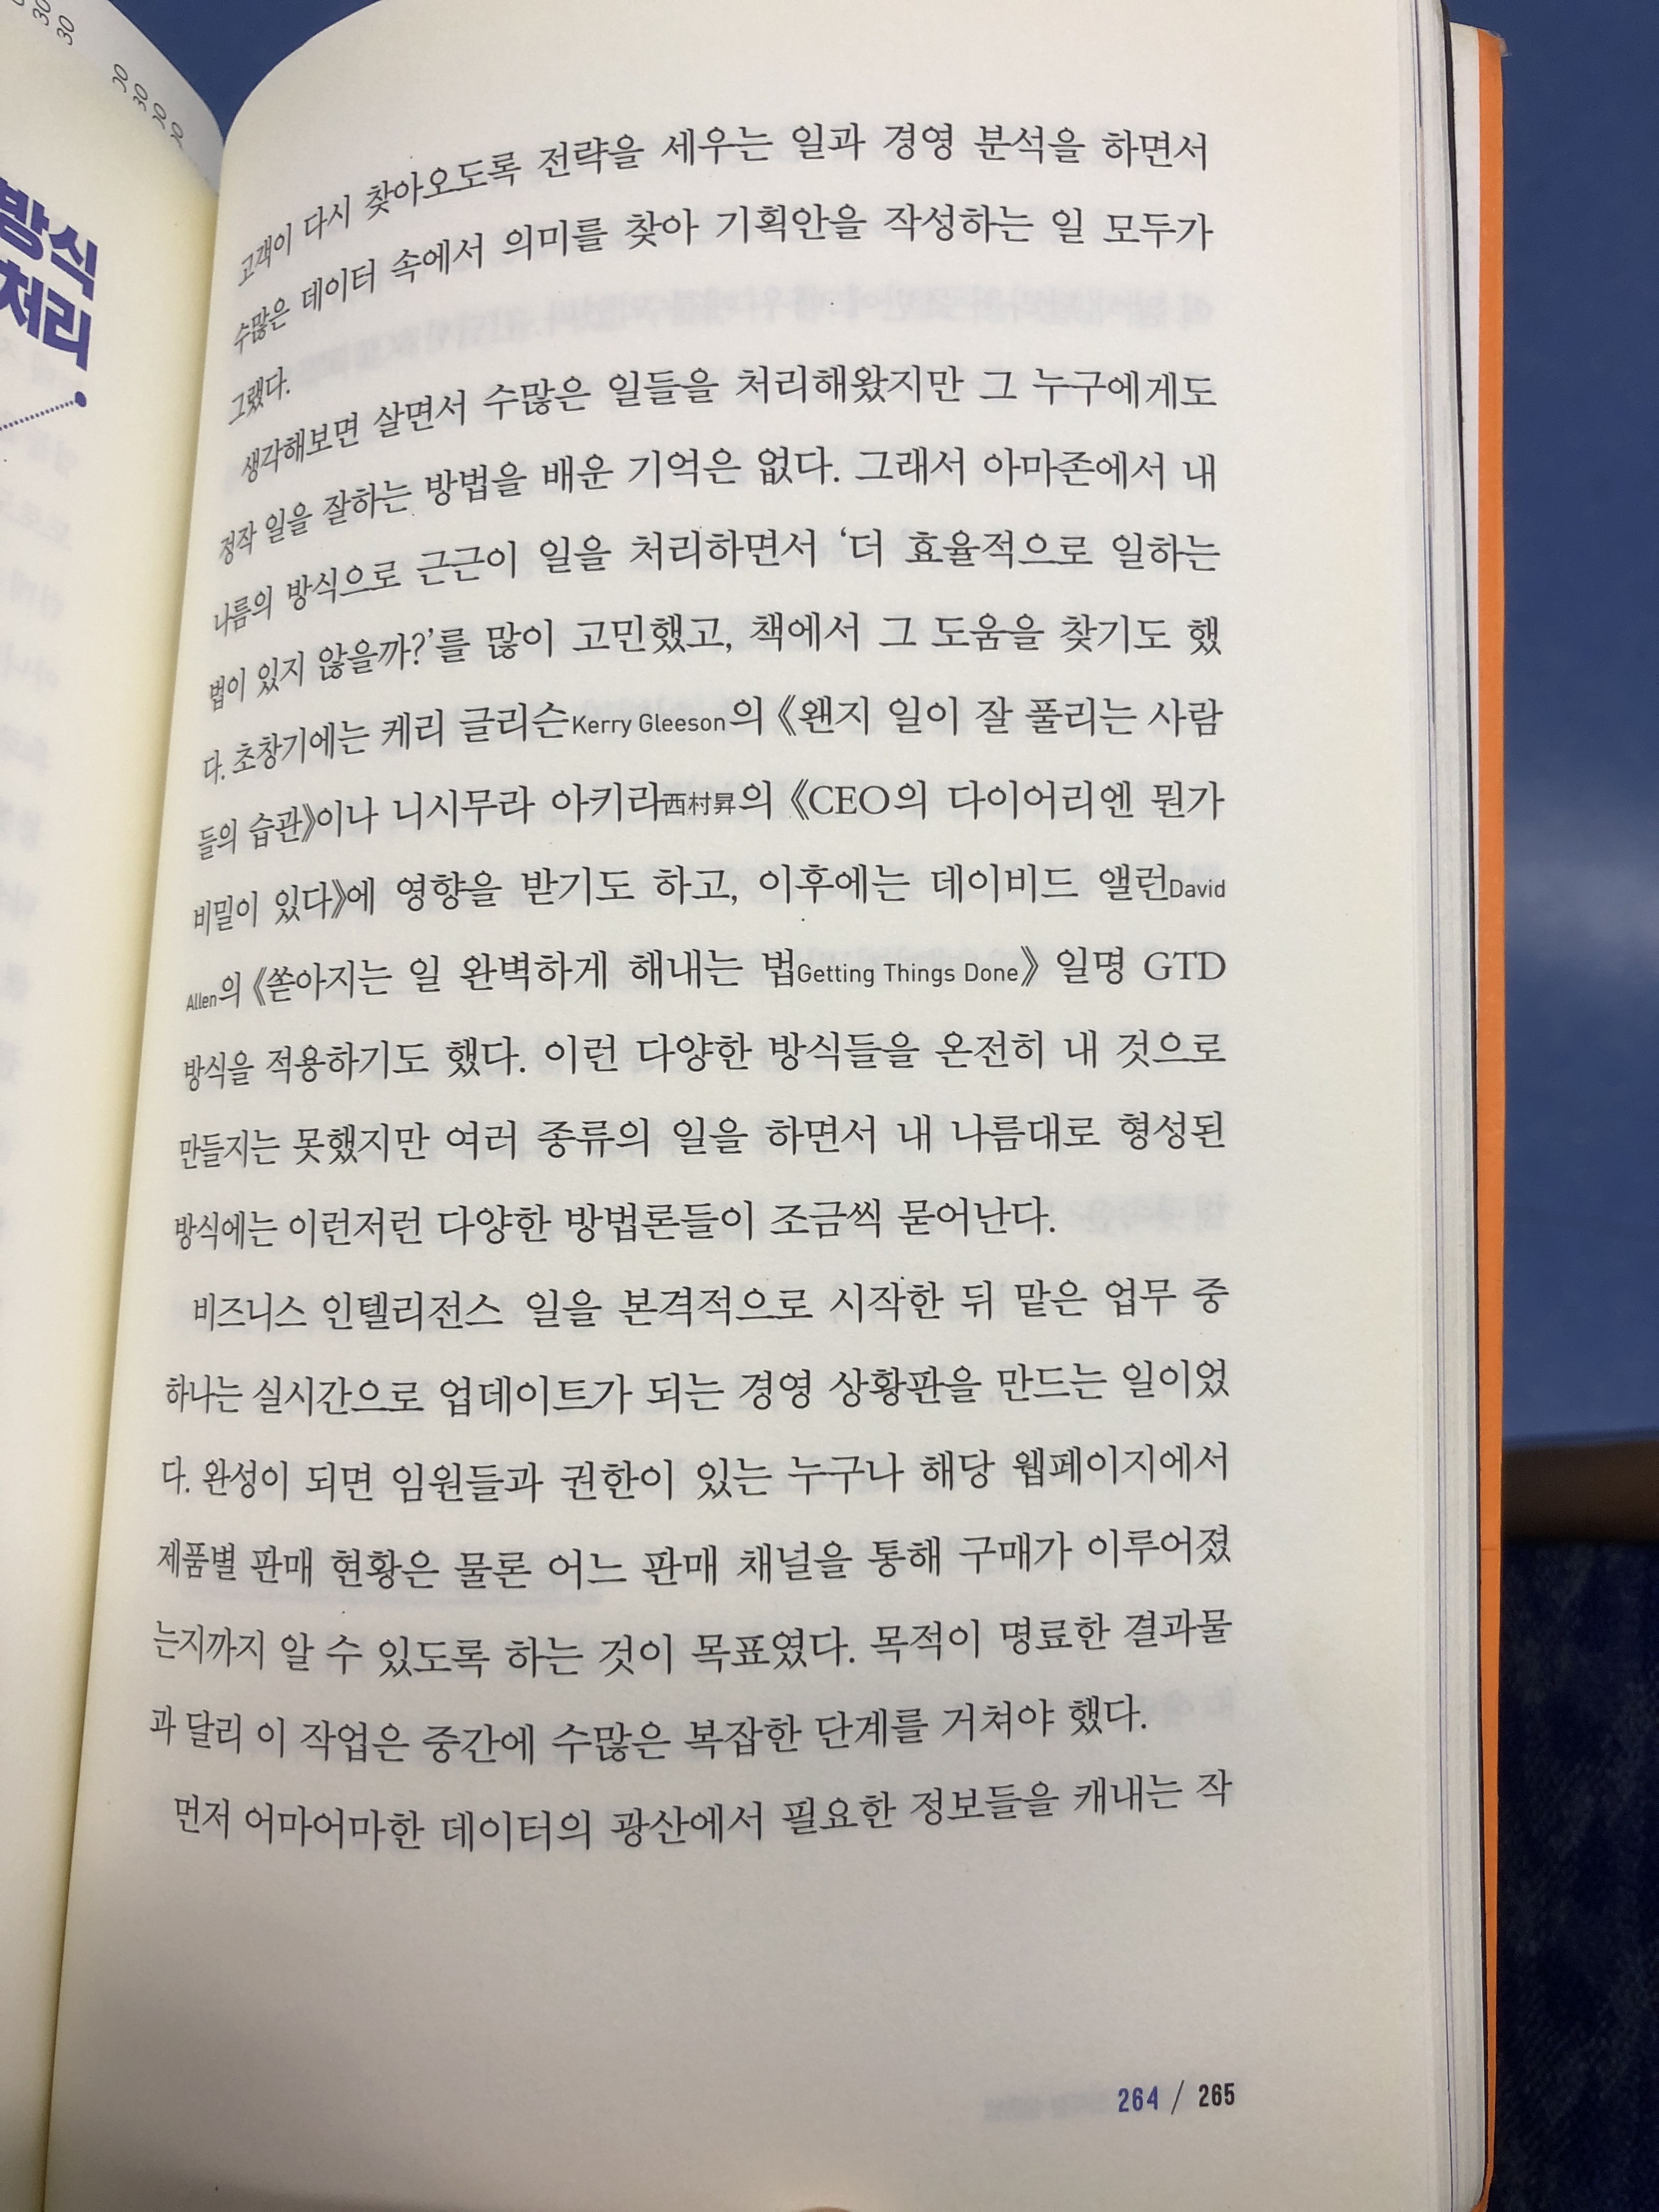 방식
처리
고객이 다시 찾아오도록 전략을 세우는 일과 경영 분석을 하면서
수많은 데이터 속에서 의미를 찾아 기획안을 작성하는 일 모두가
그랬다.
생각해보면 살면서 수많은 일들을 처리해왔지만 그 누구에게도
정작 일을 잘하는 방법을 배운 기억은 없다. 그래서 아마존에서 내
나름의 방식으로 근근이 일을 처리하면서 ‘더 효율적으로 일하는
법이 있지 않을까?’를 많이 고민했고, 책에서 그 도움을 찾기도 했
다. 초창기에는 케리 글리슨Kerry Gleeson의 《왠지 일이 잘 풀리는 사람
들의 습관》이나 니시무라 아키라西村晃의 《CEO의 다이어리엔 뭔가
비밀이 있다》에 영향을 받기도 하고, 이후에는 데이비드 앨런David
Allen의 《쏟아지는 일 완벽하게 해내는 법Getting Things Done》 일명 GTD
방식을 적용하기도 했다. 이런 다양한 방식들을 온전히 내 것으로
만들지는 못했지만 여러 종류의 일을 하면서 내 나름대로 형성된
방식에는 이런저런 다양한 방법론들이 조금씩 묻어난다.
비즈니스 인텔리전스 일을 본격적으로 시작한 뒤 맡은 업무 중
하나는 실시간으로 업데이트가 되는 경영 상황판을 만드는 일이었
다. 완성이 되면 임원들과 권한이 있는 누구나 해당 웹페이지에서
제품별 판매 현황은 물론 어느 판매 채널을 통해 구매가 이루어졌
는지까지 알 수 있도록 하는 것이 목표였다. 목적이 명료한 결과물
과 달리 이 작업은 중간에 수많은 복잡한 단계를 거쳐야 했다.
먼저 어마어마한 데이터의 광산에서 필요한 정보들을 캐내는 작
264 / 265